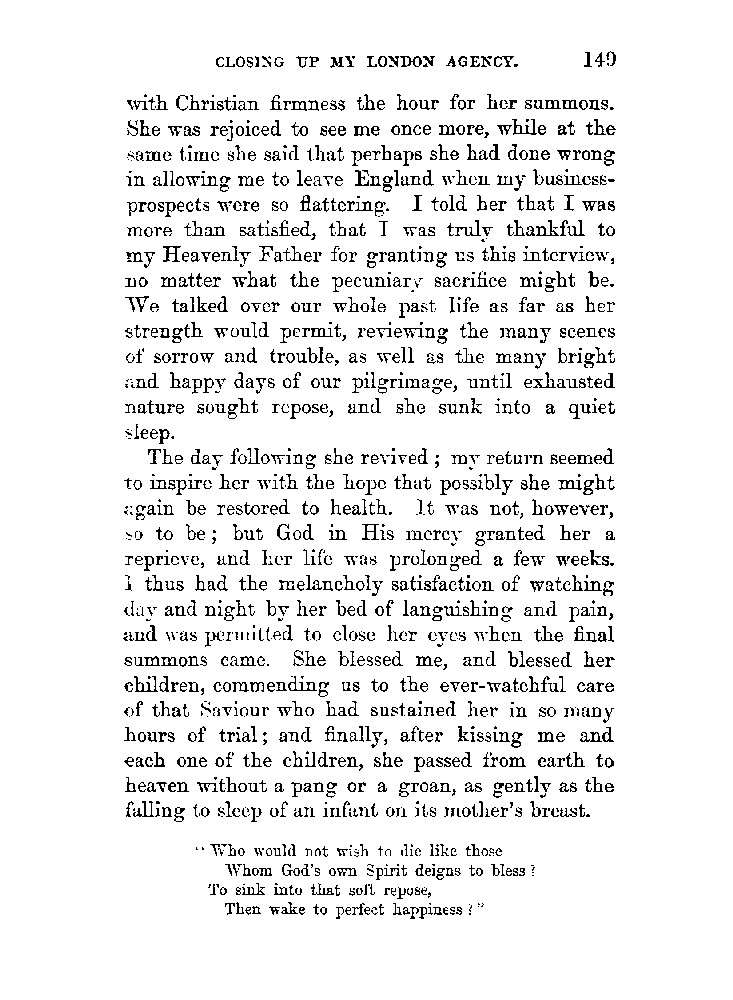 CLOSING UP MY LONDON AGENCY. 149
with Christian firmness the hour for her summons.
She was rejoiced to see me once more, while at the
same time she said that perhaps she had done wrong
in allowing me to leave England when my business-
prospects were so flattering. I told her that I was
more than satisfied, that I was truly thankful to
my Heavenly Father for granting us this interview,
no matter what the pecuniary sacrifice might be.
We talked over our whole past life as far as her
strength would permit, reviewing the many scenes
of sorrow and trouble, as well as the many bright
and happy days of our pilgrimage, until exhausted
nature sought repose, and she sunk into a quiet
sleep.
The day following she revived ; my return seemed
to inspire her with the hope that possibly she might
again be restored to health. It was not, however,
so to be ; but God in His mercy granted her a
reprieve, and her life was prolonged a few weeks.
I thus had the melancholy satisfaction of watching
day and night by her bed of languishing and pain,
and was permitted to close her eyes when the final
summons came. She blessed me, and blessed her
children, commending us to the ever-watchful care
of that Saviour who had sustained her in so many
hours of trial ; and finally, after kissing me and
each one of the children, she passed from earth to
heaven without a pang or a groan, as gently as the
falling to sleep of an infant on its mother's breast.
" Who would not wish to die like those
Whom God's own Spirit deigns to bless ?
To sink into that soft repose,
Then wake to perfect happiness ? "